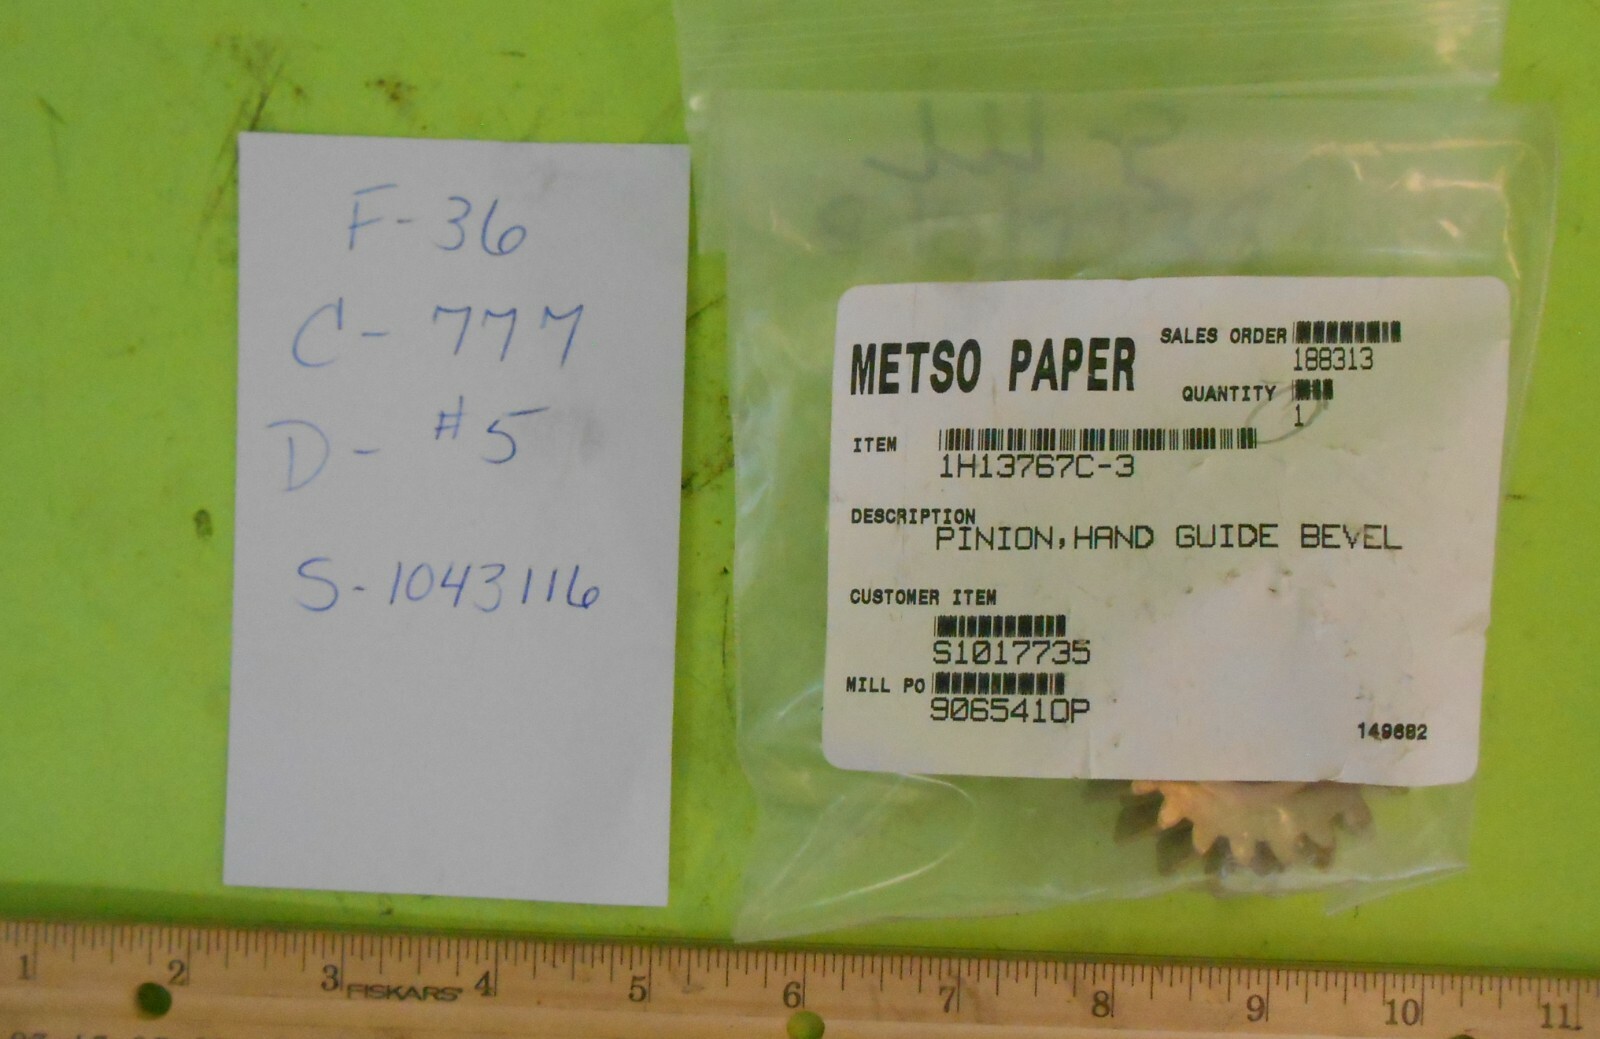 F-36
C-777
D-#5
S-1043116
METSO PAPER
SALES ORDER
188313
QUANTITY
1
ITEM
1H13767C-3
DESCRIPTION
PINION,HAND GUIDE BEVEL
CUSTOMER ITEM
S1017735
MILL PO
9065410P
149682
1 2 3 4 5 6 7 8 9 10 11
FISKARS